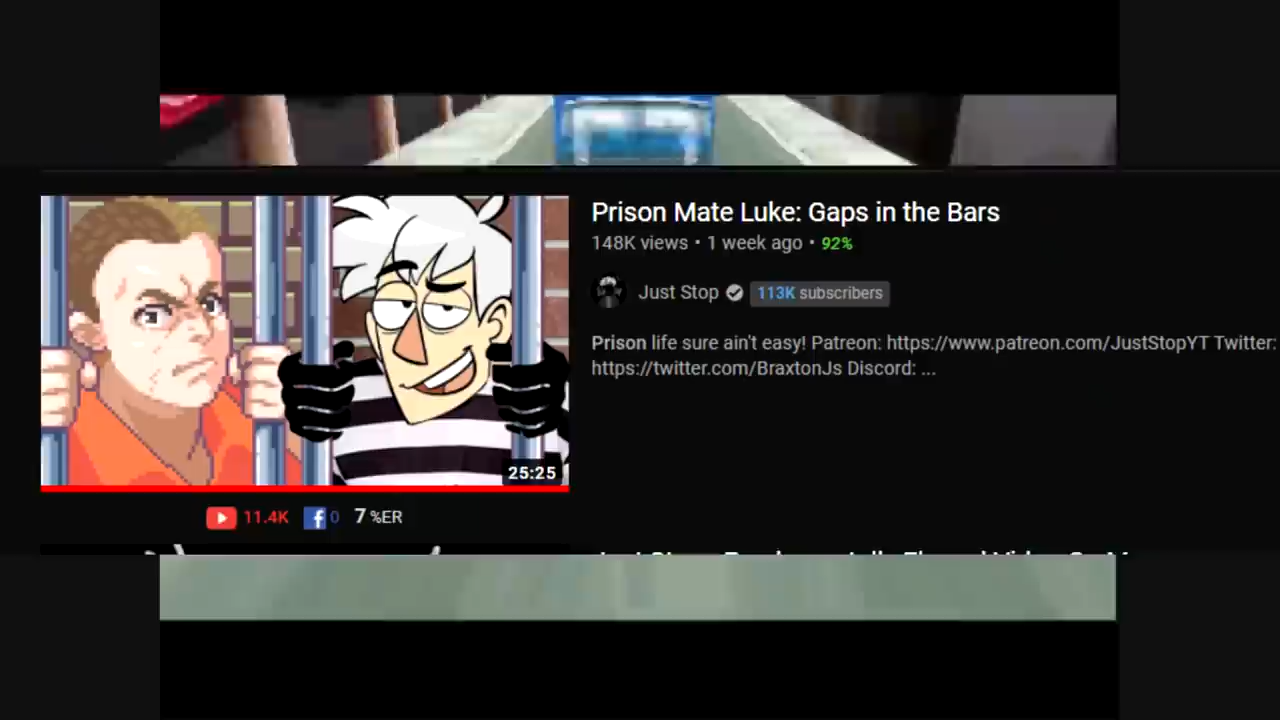 Prison Mate Luke: Gaps in the Bars
148K views • 1 week ago • 92%
Just Stop 113K subscribers
Prison life sure ain't easy! Patreon: https://www.patreon.com/JustStopYT Twitter:
https://twitter.com/BraxtonJs Discord: ...
25:25
11.4K 0 7 %ER